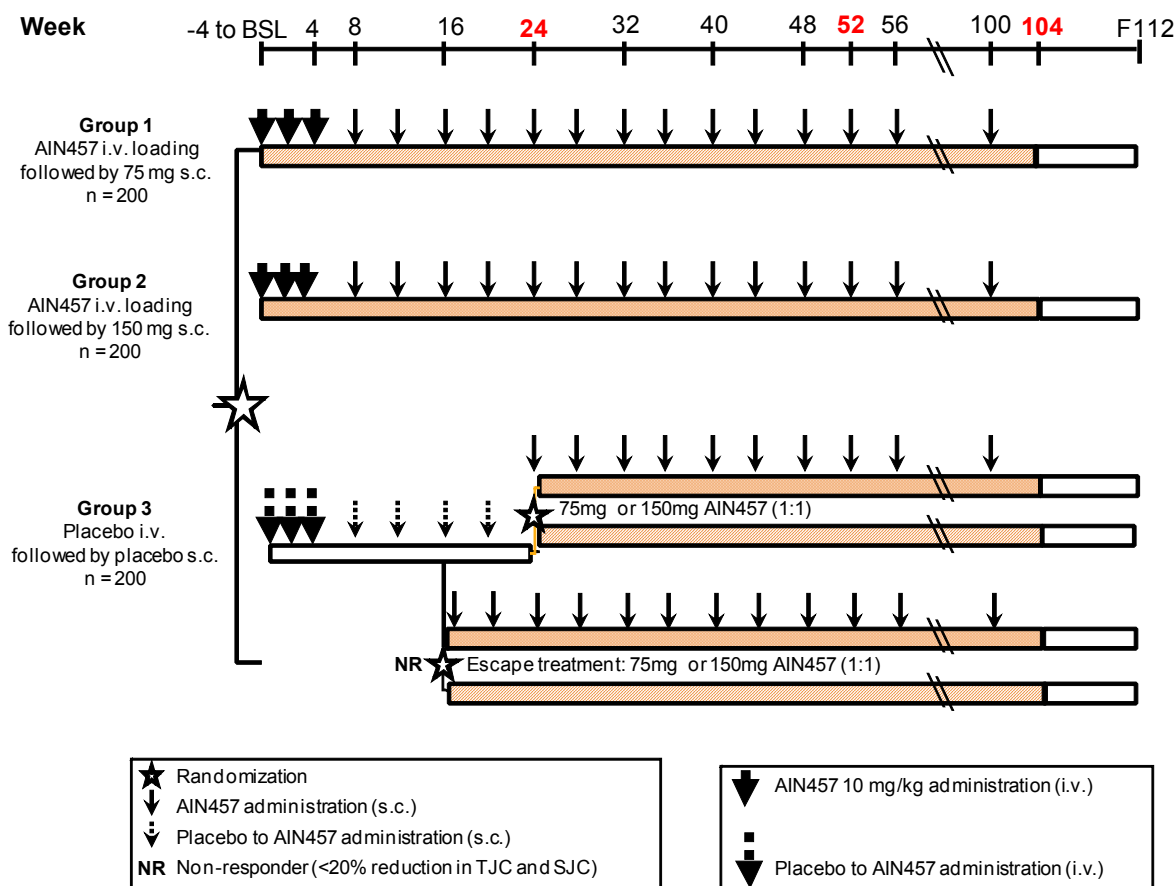 Week
-4 to BSL 4 8 16 24 32 40 48 52 56 100 104 F112
Group 1
AIN457 i.v. loading
followed by 75 mg s.c.
n = 200
Group 2
AIN457 i.v. loading
followed by 150 mg s.c.
n = 200
Group 3
Placebo i.v.
followed by placebo s.c.
n = 200
75mg or 150mg AIN457 (1:1)
NR Escape treatment: 75mg or 150mg AIN457 (1:1)
Randomization
AIN457 administration (s.c.)
Placebo to AIN457 administration (s.c.)
NR Non-responder (<20% reduction in TJC and SJC)
AIN457 10 mg/kg administration (i.v.)
Placebo to AIN457 administration (i.v.)